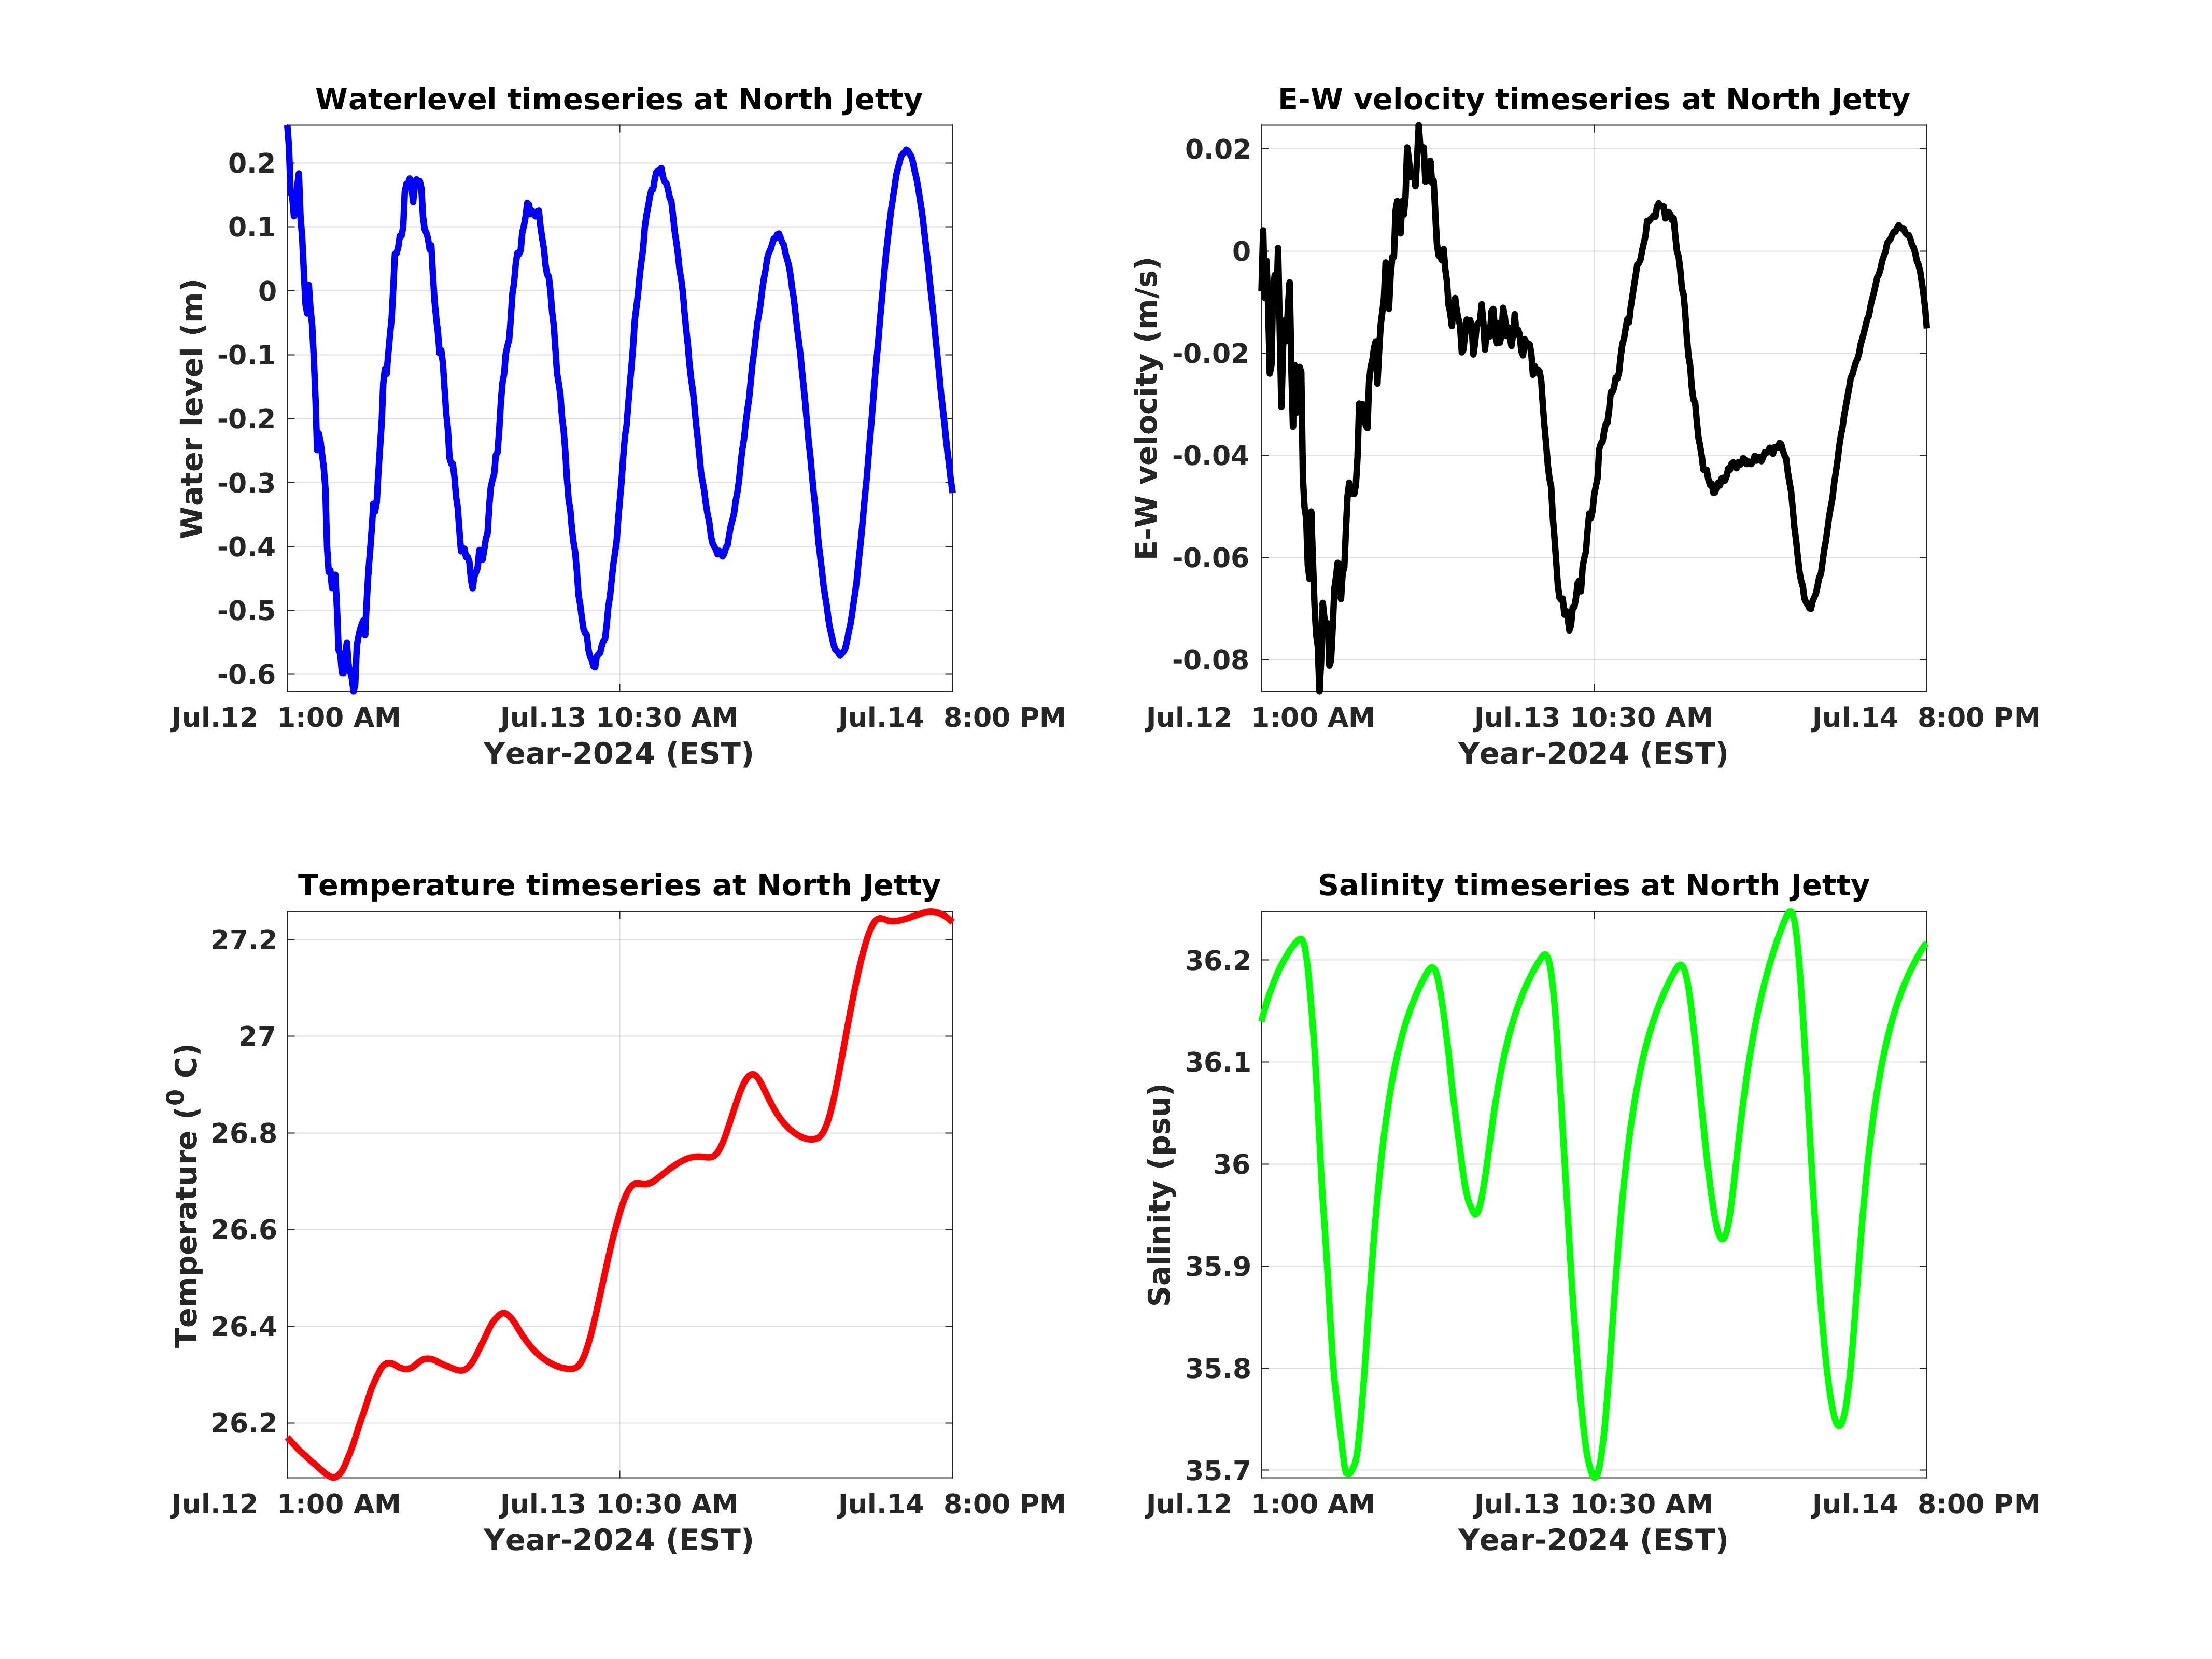 Waterlevel timeseries at North Jetty
0.2
0.1
0
-0.1
-0.2
-0.3
-0.4
-0.5
-0.6
Water level (m)
Jul.12  1:00 AM
Jul.13 10:30 AM
Jul.14  8:00 PM
Year-2024 (EST)
E-W velocity timeseries at North Jetty
0.02
0
-0.02
-0.04
-0.06
-0.08
E-W velocity (m/s)
Jul.12  1:00 AM
Jul.13 10:30 AM
Jul.14  8:00 PM
Year-2024 (EST)
Temperature timeseries at North Jetty
27.2
27
26.8
26.6
26.4
26.2
Temperature (⁰ C)
Jul.12  1:00 AM
Jul.13 10:30 AM
Jul.14  8:00 PM
Year-2024 (EST)
Salinity timeseries at North Jetty
36.2
36.1
36
35.9
35.8
35.7
Salinity (psu)
Jul.12  1:00 AM
Jul.13 10:30 AM
Jul.14  8:00 PM
Year-2024 (EST)